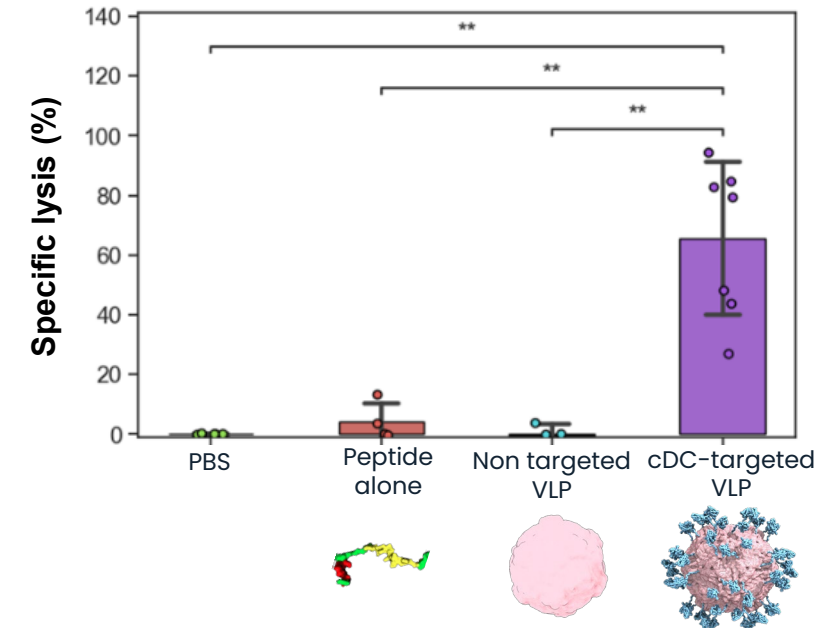 140
**
120
**
100
**
80
60
40
20
0
Specific lysis (%)
PBS
Peptide
alone
Non targeted
VLP
cDC-targeted
VLP